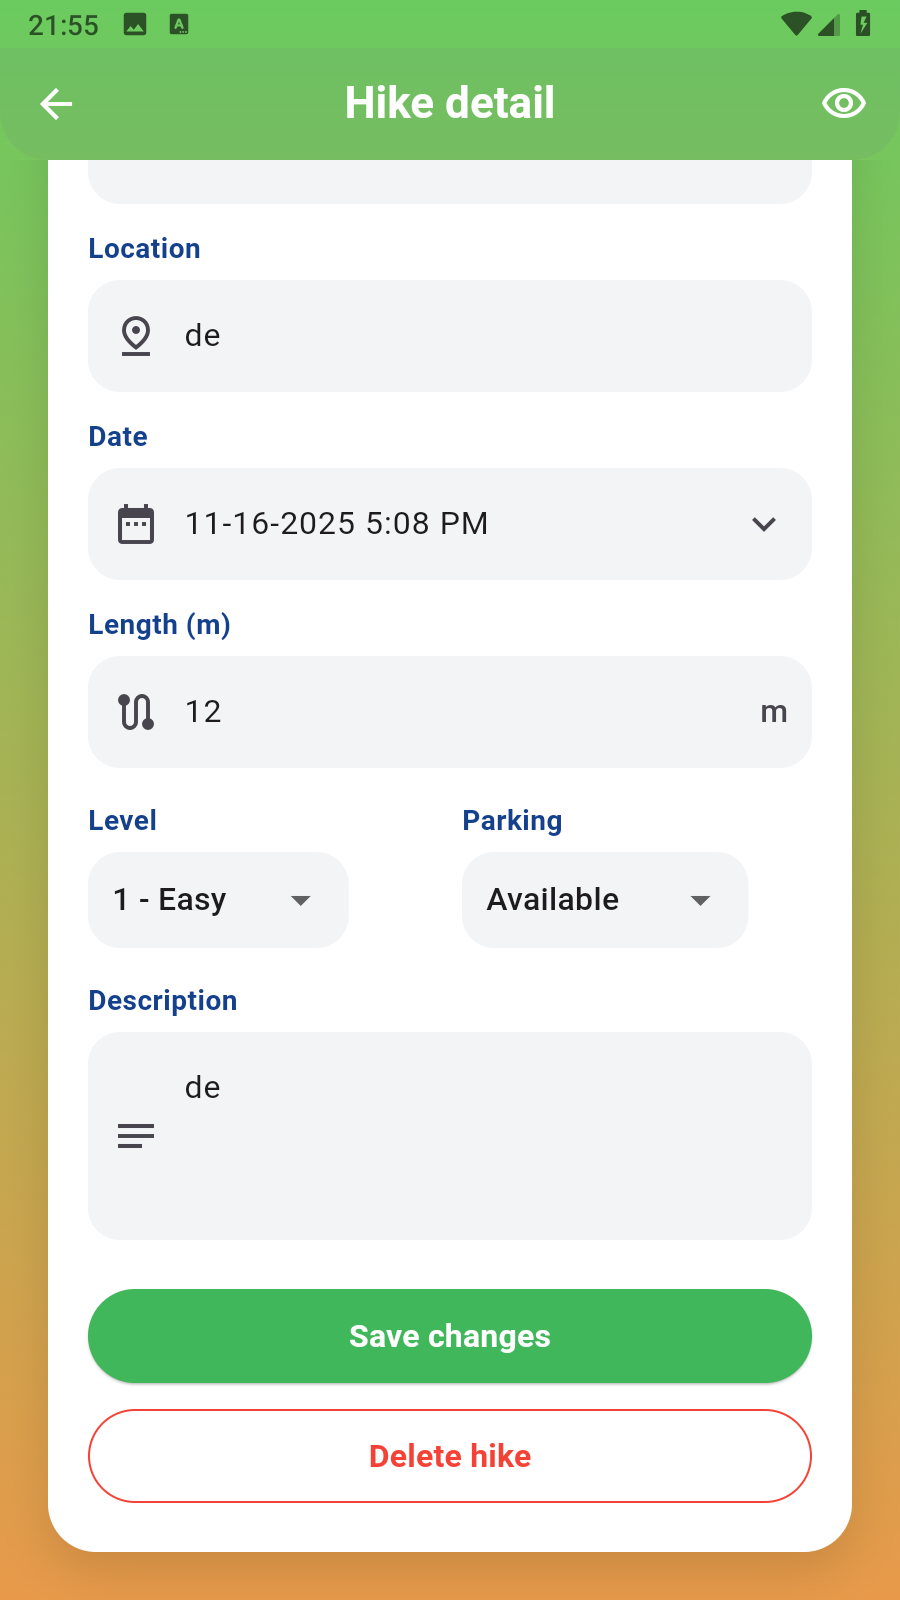 21:55
Hike detail
Location
de
Date
11-16-2025 5:08 PM
Length (m)
12 m
Level Parking
1 - Easy Available
Description
de
Save changes
Delete hike